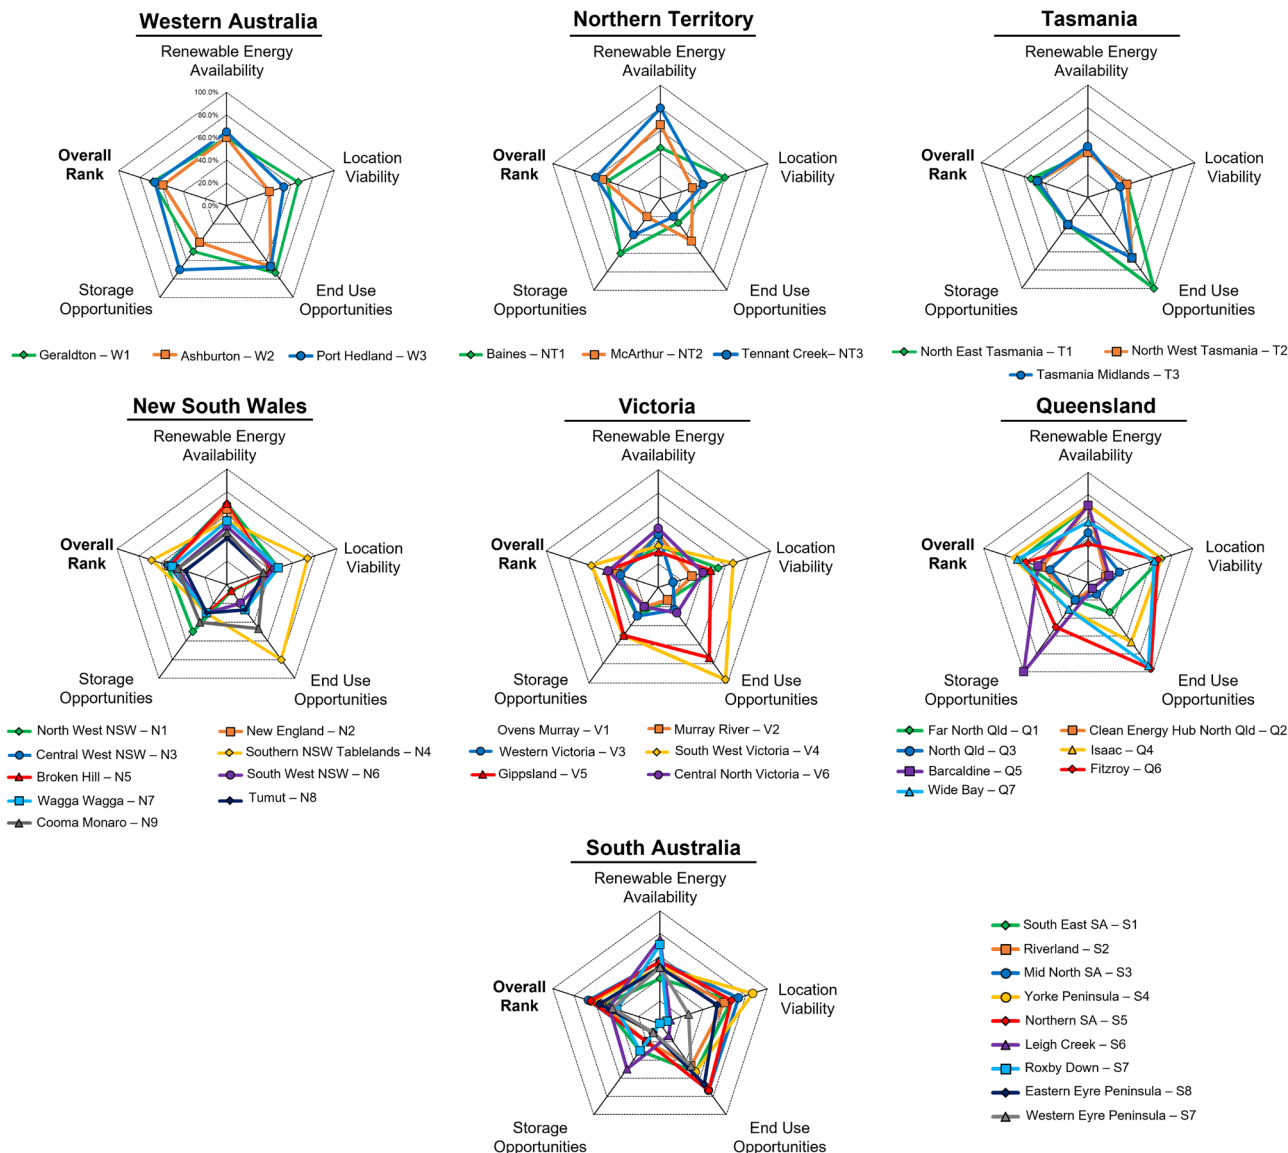 Western Australia
Renewable Energy
Availability
100.0%
80.0%
60.0%
40.0%
20.0%
0.0%
Overall
Rank
Location
Viability
Storage
Opportunities
End Use
Opportunities
Geraldton – W1
Ashburton – W2
Port Hedland – W3
Northern Territory
Renewable Energy
Availability
Overall
Rank
Location
Viability
Storage
Opportunities
End Use
Opportunities
Baines – NT1
McArthur – NT2
Tennant Creek– NT3
Tasmania
Renewable Energy
Availability
Overall
Rank
Location
Viability
Storage
Opportunities
End Use
Opportunities
North East Tasmania – T1
North West Tasmania – T2
Tasmania Midlands – T3
New South Wales
Renewable Energy
Availability
Overall
Rank
Location
Viability
Storage
Opportunities
End Use
Opportunities
North West NSW – N1
New England – N2
Central West NSW – N3
Southern NSW Tablelands – N4
Broken Hill – N5
South West NSW – N6
Wagga Wagga – N7
Tumut – N8
Cooma Monaro – N9
Victoria
Renewable Energy
Availability
Overall
Rank
Location
Viability
Storage
Opportunities
End Use
Opportunities
Ovens Murray – V1
Murray River – V2
Western Victoria – V3
South West Victoria – V4
Gippsland – V5
Central North Victoria – V6
Queensland
Renewable Energy
Availability
Overall
Rank
Location
Viability
Storage
Opportunities
End Use
Opportunities
Far North Qld – Q1
Clean Energy Hub North Qld – Q2
North Qld – Q3
Isaac – Q4
Barcaldine – Q5
Fitzroy – Q6
Wide Bay – Q7
South Australia
Renewable Energy
Availability
Overall
Rank
Location
Viability
Storage
Opportunities
End Use
Opportunities
South East SA – S1
Riverland – S2
Mid North SA – S3
Yorke Peninsula – S4
Northern SA – S5
Leigh Creek – S6
Roxby Down – S7
Eastern Eyre Peninsula – S8
Western Eyre Peninsula – S7